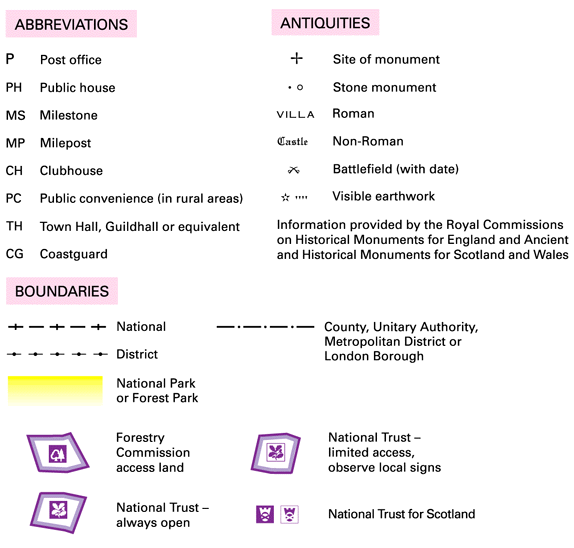 ABBREVIATIONS
P Post office
PH Public house
MS Milestone
MP Milepost
CH Clubhouse
PC Public convenience (in rural areas)
TH Town Hall, Guildhall or equivalent
CG Coastguard
ANTIQUITIES
Site of monument
Stone monument
VILLA Roman
Castle Non-Roman
Battlefield (with date)
Visible earthwork
Information provided by the Royal Commissions
on Historical Monuments for England and Ancient
and Historical Monuments for Scotland and Wales
BOUNDARIES
National
District
National Park
or Forest Park
County, Unitary Authority,
Metropolitan District or
London Borough
Forestry
Commission
access land
National Trust –
always open
National Trust –
limited access,
observe local signs
National Trust for Scotland